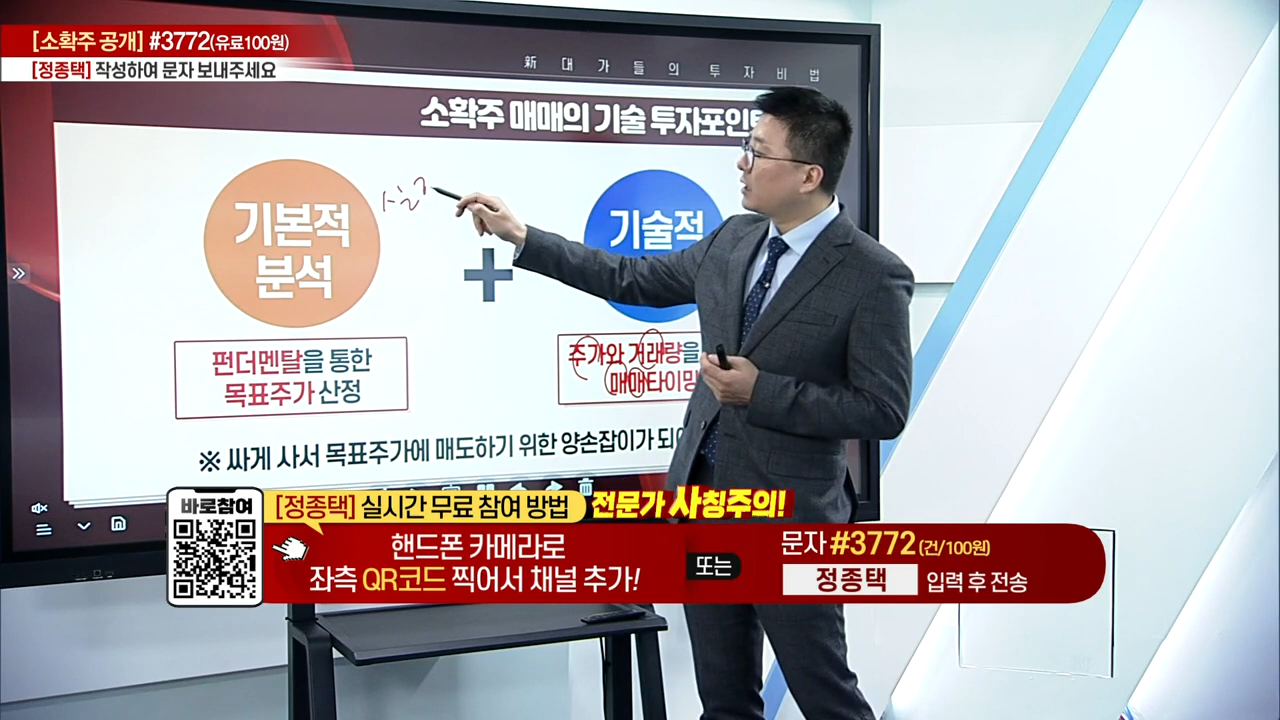 [소확주 공개] #3772(유료100원)
[정종택] 작성하여 문자 보내주세요
新 대 가 들 의 투 자 비 법
소확주 매매의 기술 투자포인트
기본적
분석
기술적
펀더멘탈을 통한
목표주가 산정
주가와 거래량을
매매타이밍
※ 싸게 사서 목표주가에 매도하기 위한 양손잡이가
바로참여
[정종택] 실시간 무료 참여 방법
전문가 사칭주의!
핸드폰 카메라로
좌측 QR코드 찍어서 채널 추가!
또는
문자 #3772 (건/100원)
정종택 입력 후 전송